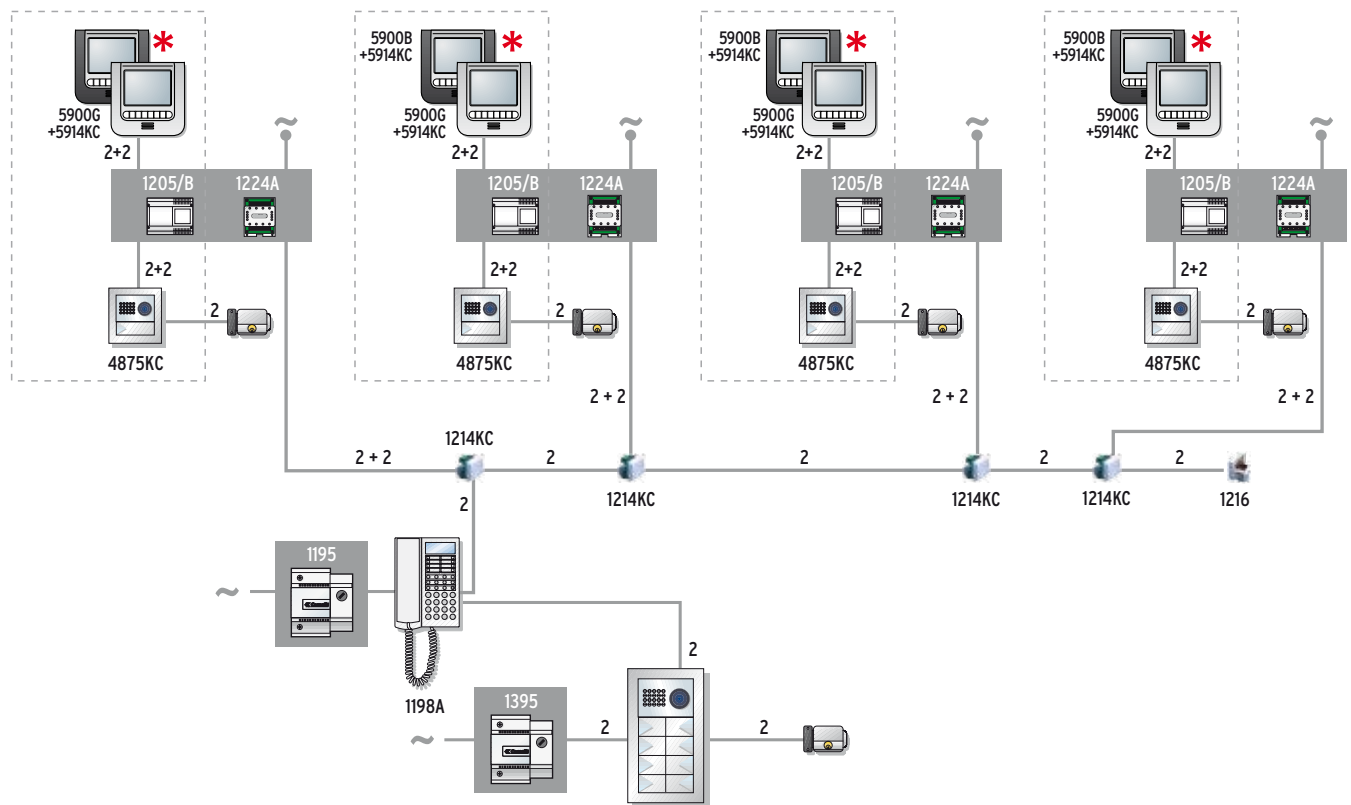 *
5900G
+5914KC
2+2
1205/B
1224A
~
2+2
2
4875KC
5900B
+5914KC
*
5900G
+5914KC
2+2
1205/B
1224A
~
2+2
2
4875KC
5900B
+5914KC
*
5900G
+5914KC
2+2
1205/B
1224A
~
2+2
2
4875KC
5900B
+5914KC
*
5900G
+5914KC
2+2
1205/B
1224A
~
2+2
2
4875KC
2 + 2
2 + 2
2 + 2
2 + 2
1214KC
2
1214KC
2
1214KC
2
1214KC
2
1216
2
~
1195
1198A
2
~
1395
2
2